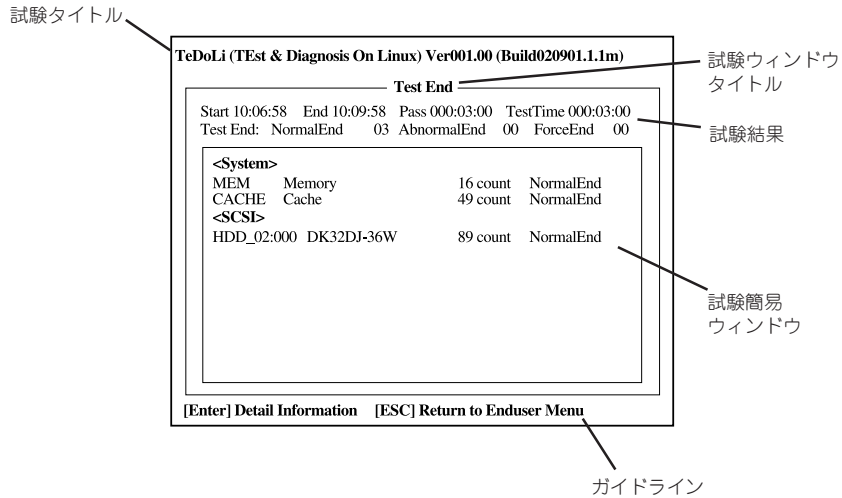 試験タイトル
TeDoLi (TEst & Diagnosis On Linux) Ver001.00 (Build020901.1.1m)
試験ウィンドウ
タイトル
Test End
Start 10:06:58 End 10:09:58 Pass 000:03:00 TestTime 000:03:00
Test End: NormalEnd 03 AbnormalEnd 00 ForceEnd 00
試験結果
<System>
MEM Memory 16 count NormalEnd
CACHE Cache 49 count NormalEnd
<SCSI>
HDD_02:000 DK32DJ-36W 89 count NormalEnd
試験簡易
ウィンドウ
[Enter] Detail Information [ESC] Return to Enduser Menu
ガイドライン